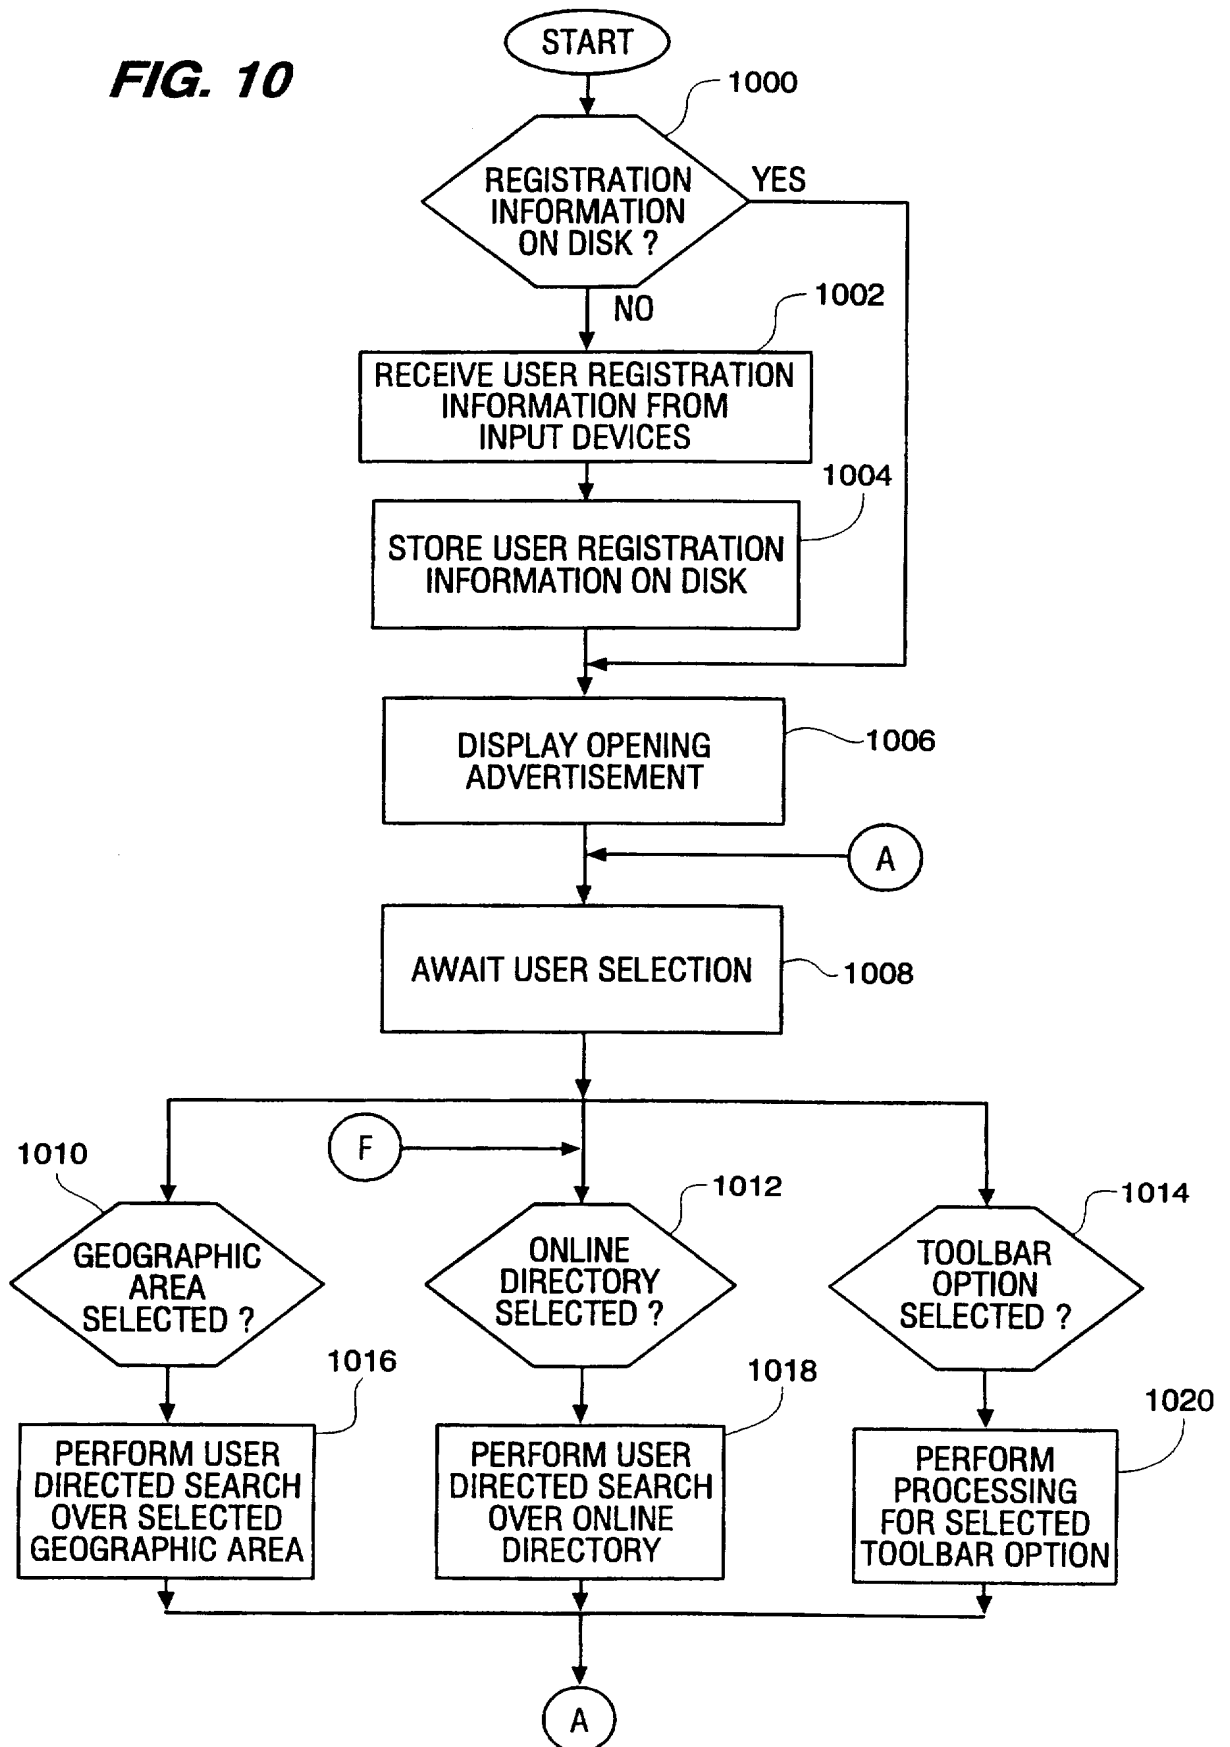 START
FIG. 10
1000
REGISTRATION
INFORMATION
ON DISK ?
YES
NO
1002
RECEIVE USER REGISTRATION
INFORMATION FROM
INPUT DEVICES
1004
STORE USER REGISTRATION
INFORMATION ON DISK
DISPLAY OPENING
ADVERTISEMENT
1006
A
AWAIT USER SELECTION
1008
F
1010
1012
1014
GEOGRAPHIC
AREA
SELECTED ?
ONLINE
DIRECTORY
SELECTED ?
TOOLBAR
OPTION
SELECTED ?
1016
1018
1020
PERFORM USER
DIRECTED SEARCH
OVER SELECTED
GEOGRAPHIC AREA
PERFORM USER
DIRECTED SEARCH
OVER ONLINE
DIRECTORY
PERFORM
PROCESSING
FOR SELECTED
TOOLBAR OPTION
A